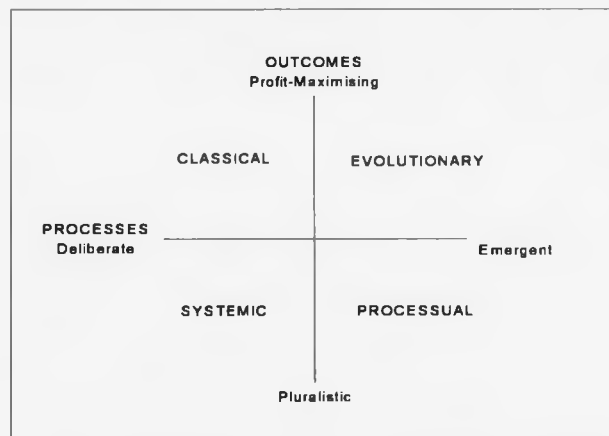 OUTCOMES
Profit-Maximising
CLASSICAL
EVOLUTIONARY
PROCESSES
Deliberate
Emergent
SYSTEMIC
PROCESSUAL
Pluralistic